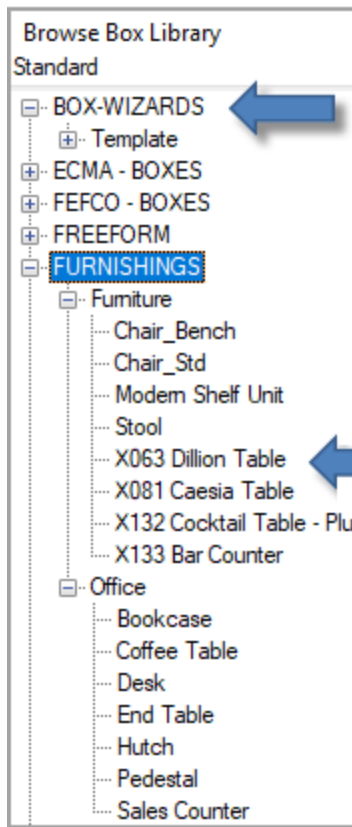 Browse Box Library
Standard
BOX-WIZARDS
Template
ECMA - BOXES
FEFCO - BOXES
FREEFORM
FURNISHINGS
Furniture
Chair_Bench
Chair_Std
Modern Shelf Unit
Stool
X063 Dillion Table
X081 Caesia Table
X132 Cocktail Table - Plu
X133 Bar Counter
Office
Bookcase
Coffee Table
Desk
End Table
Hutch
Pedestal
Sales Counter